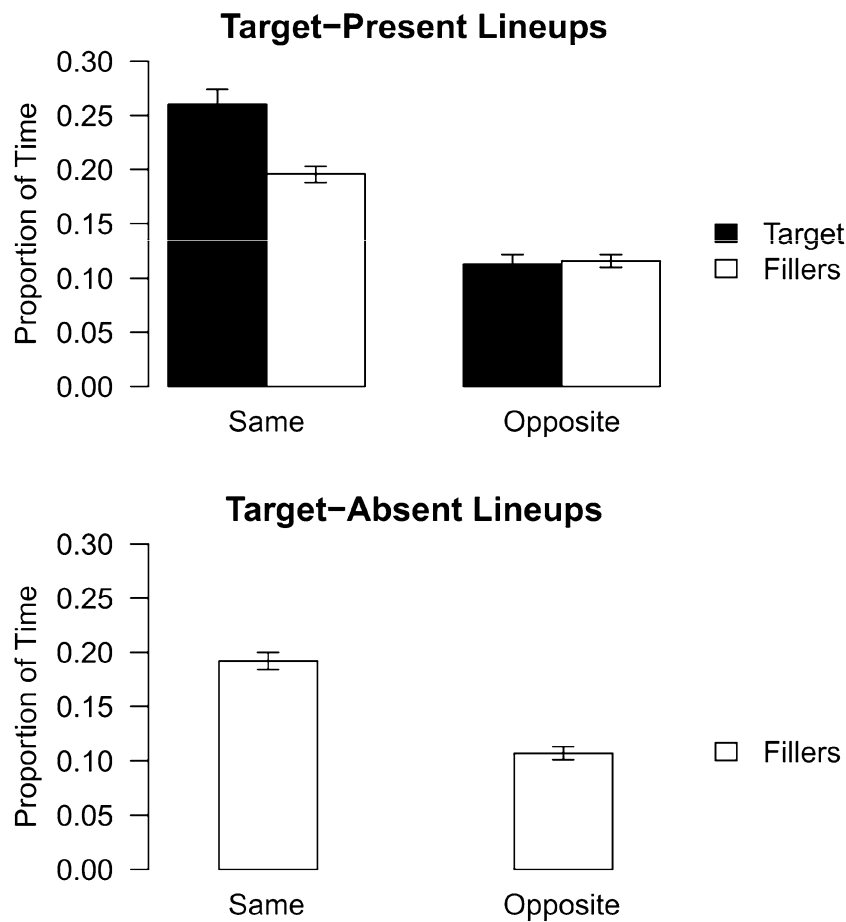 Target−Present Lineups
Proportion of Time
0.30
0.25
0.20
0.15
0.10
0.05
0.00
Same
Opposite
Target
Fillers
Target−Absent Lineups
Proportion of Time
0.30
0.25
0.20
0.15
0.10
0.05
0.00
Same
Opposite
Fillers